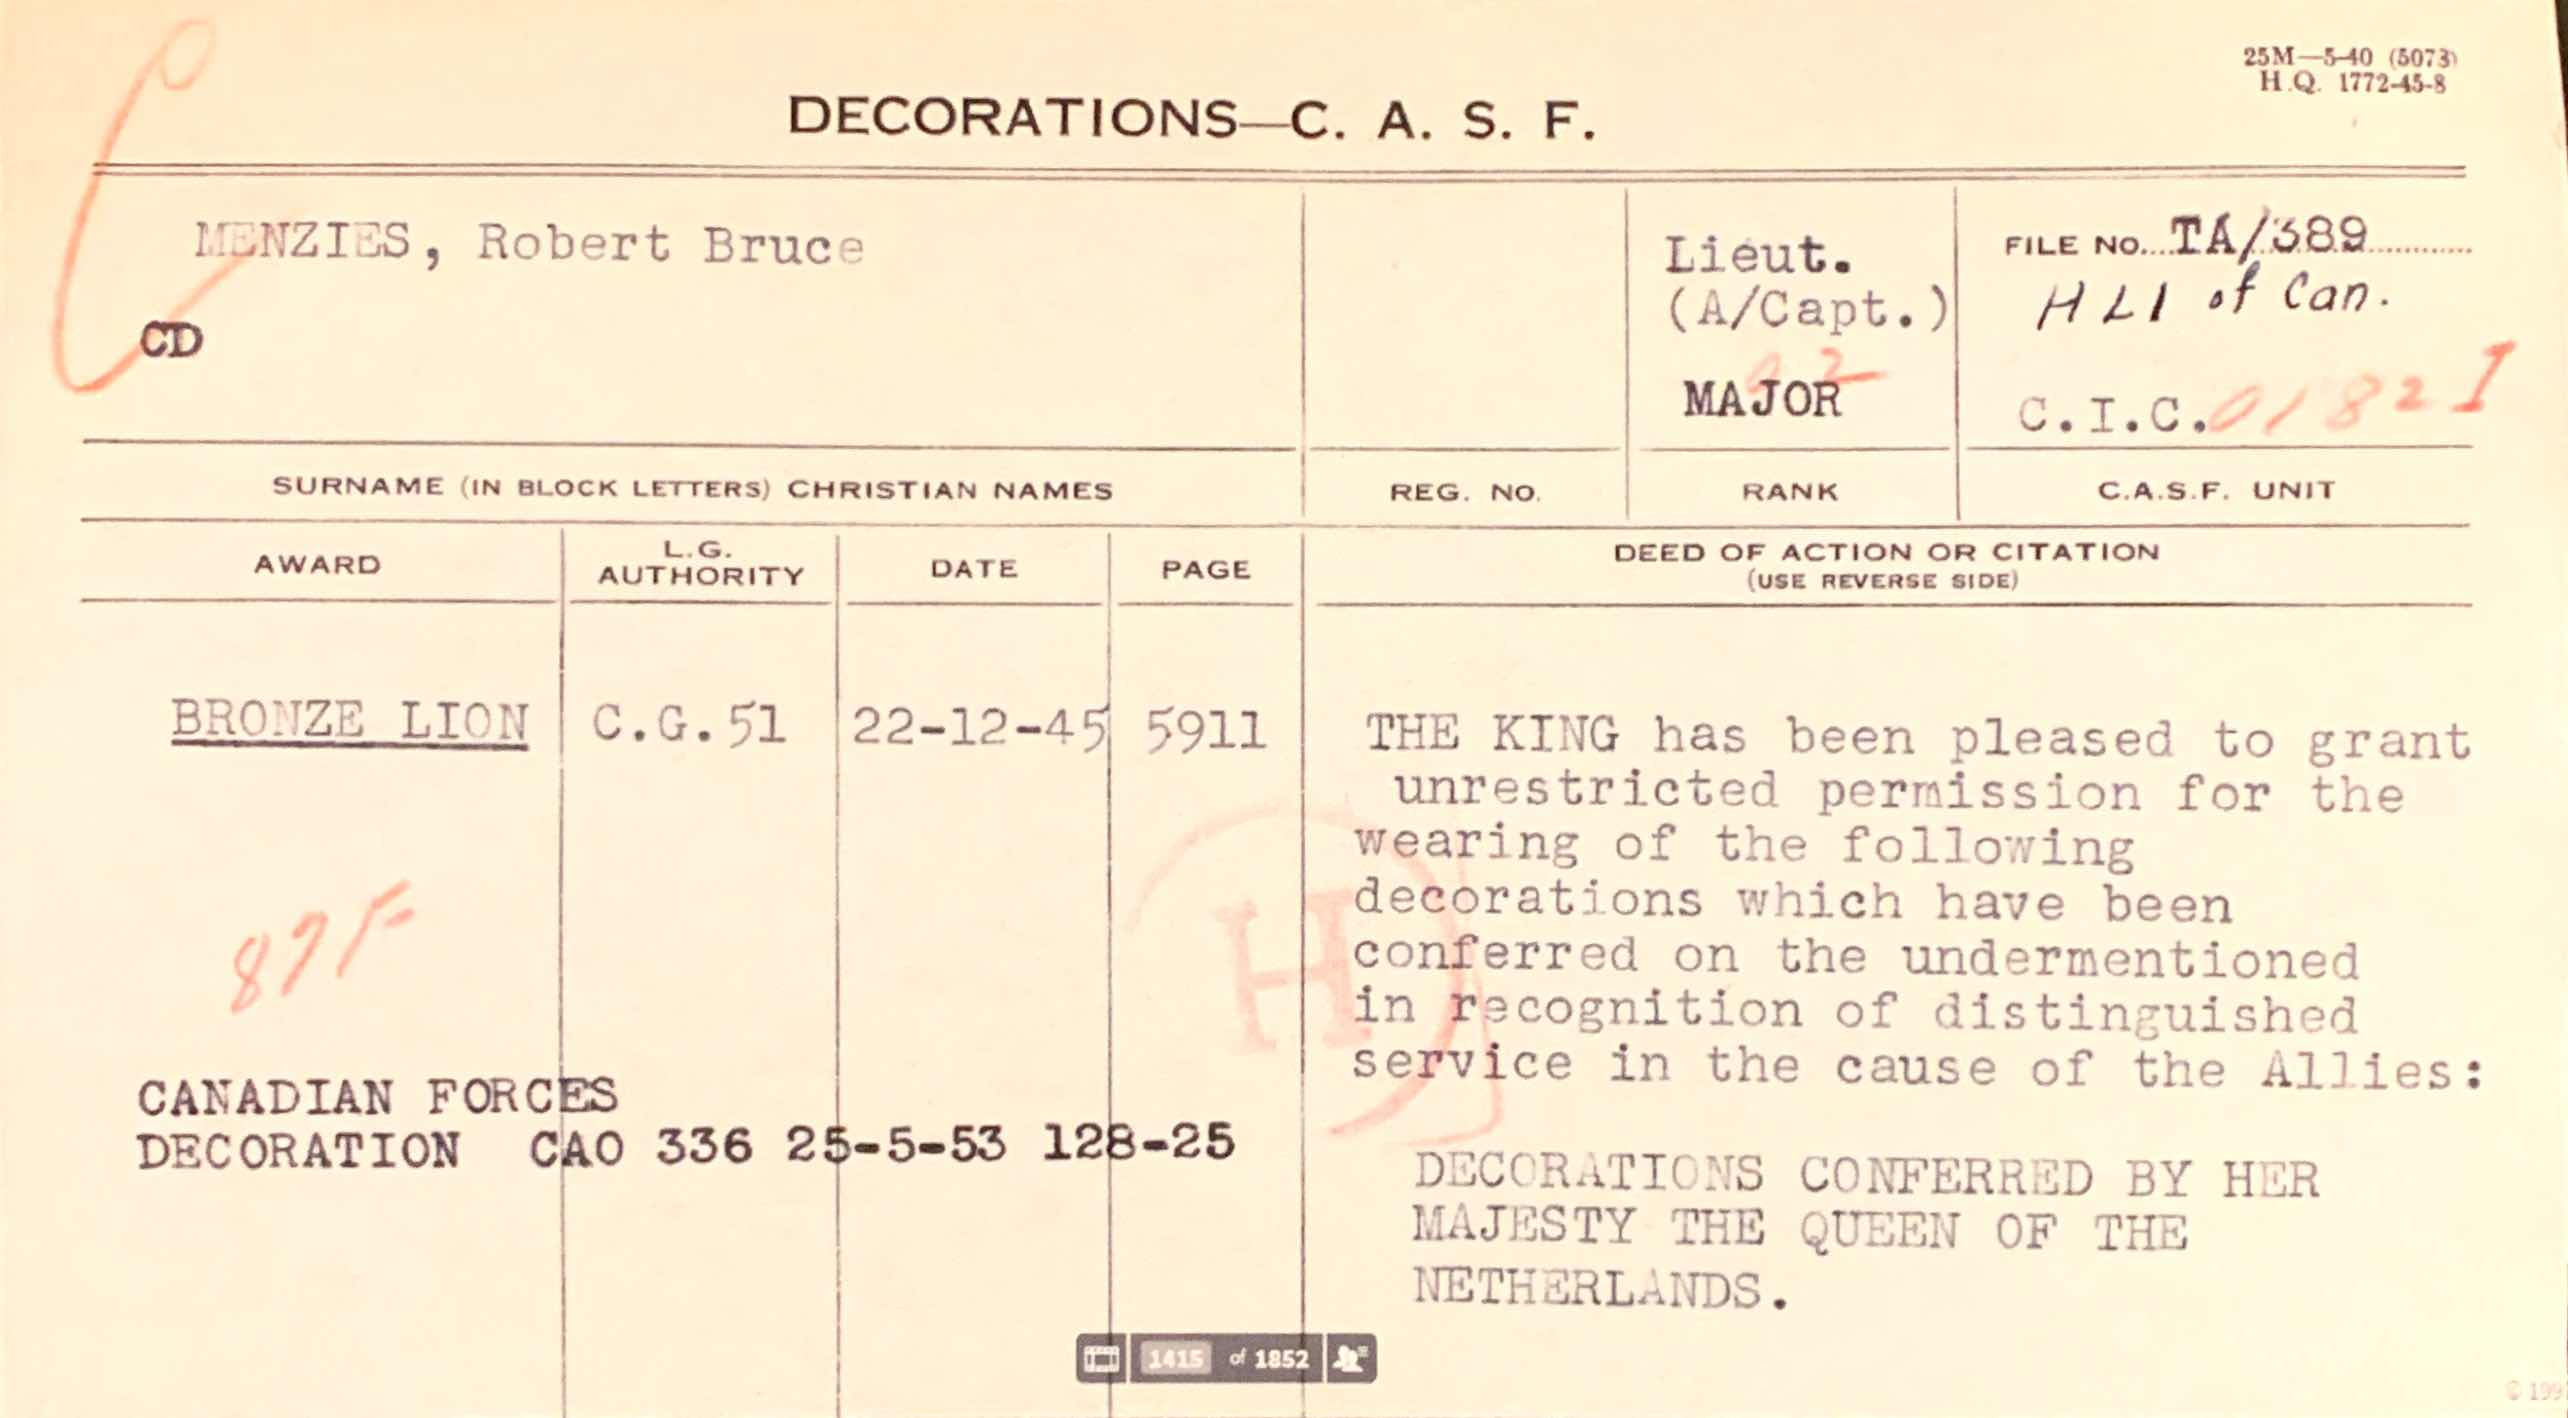 25M—5-40 (5073)
H.Q. 1772-45-8
DECORATIONS—C. A. S. F.
MENZIES, Robert Bruce
CD
Lieut.
(A/Capt.)
MAJOR
FILE NO....TA/389
HLI of Can.
C.I.C. 0182 I
SURNAME (IN BLOCK LETTERS) CHRISTIAN NAMES
REG. NO.
RANK
C.A.S.F. UNIT
AWARD
L.G.
AUTHORITY
DATE
PAGE
DEED OF ACTION OR CITATION
(USE REVERSE SIDE)
BRONZE LION
C.G.51
22-12-45
5911
THE KING has been pleased to grant
unrestricted permission for the
wearing of the following
decorations which have been
conferred on the undermentioned
in recognition of distinguished
service in the cause of the Allies:
H
CANADIAN FORCES
DECORATION CAO 336 25-5-53 128-25
DECORATIONS CONFERRED BY HER
MAJESTY THE QUEEN OF THE
NETHERLANDS.
1415 of 1852